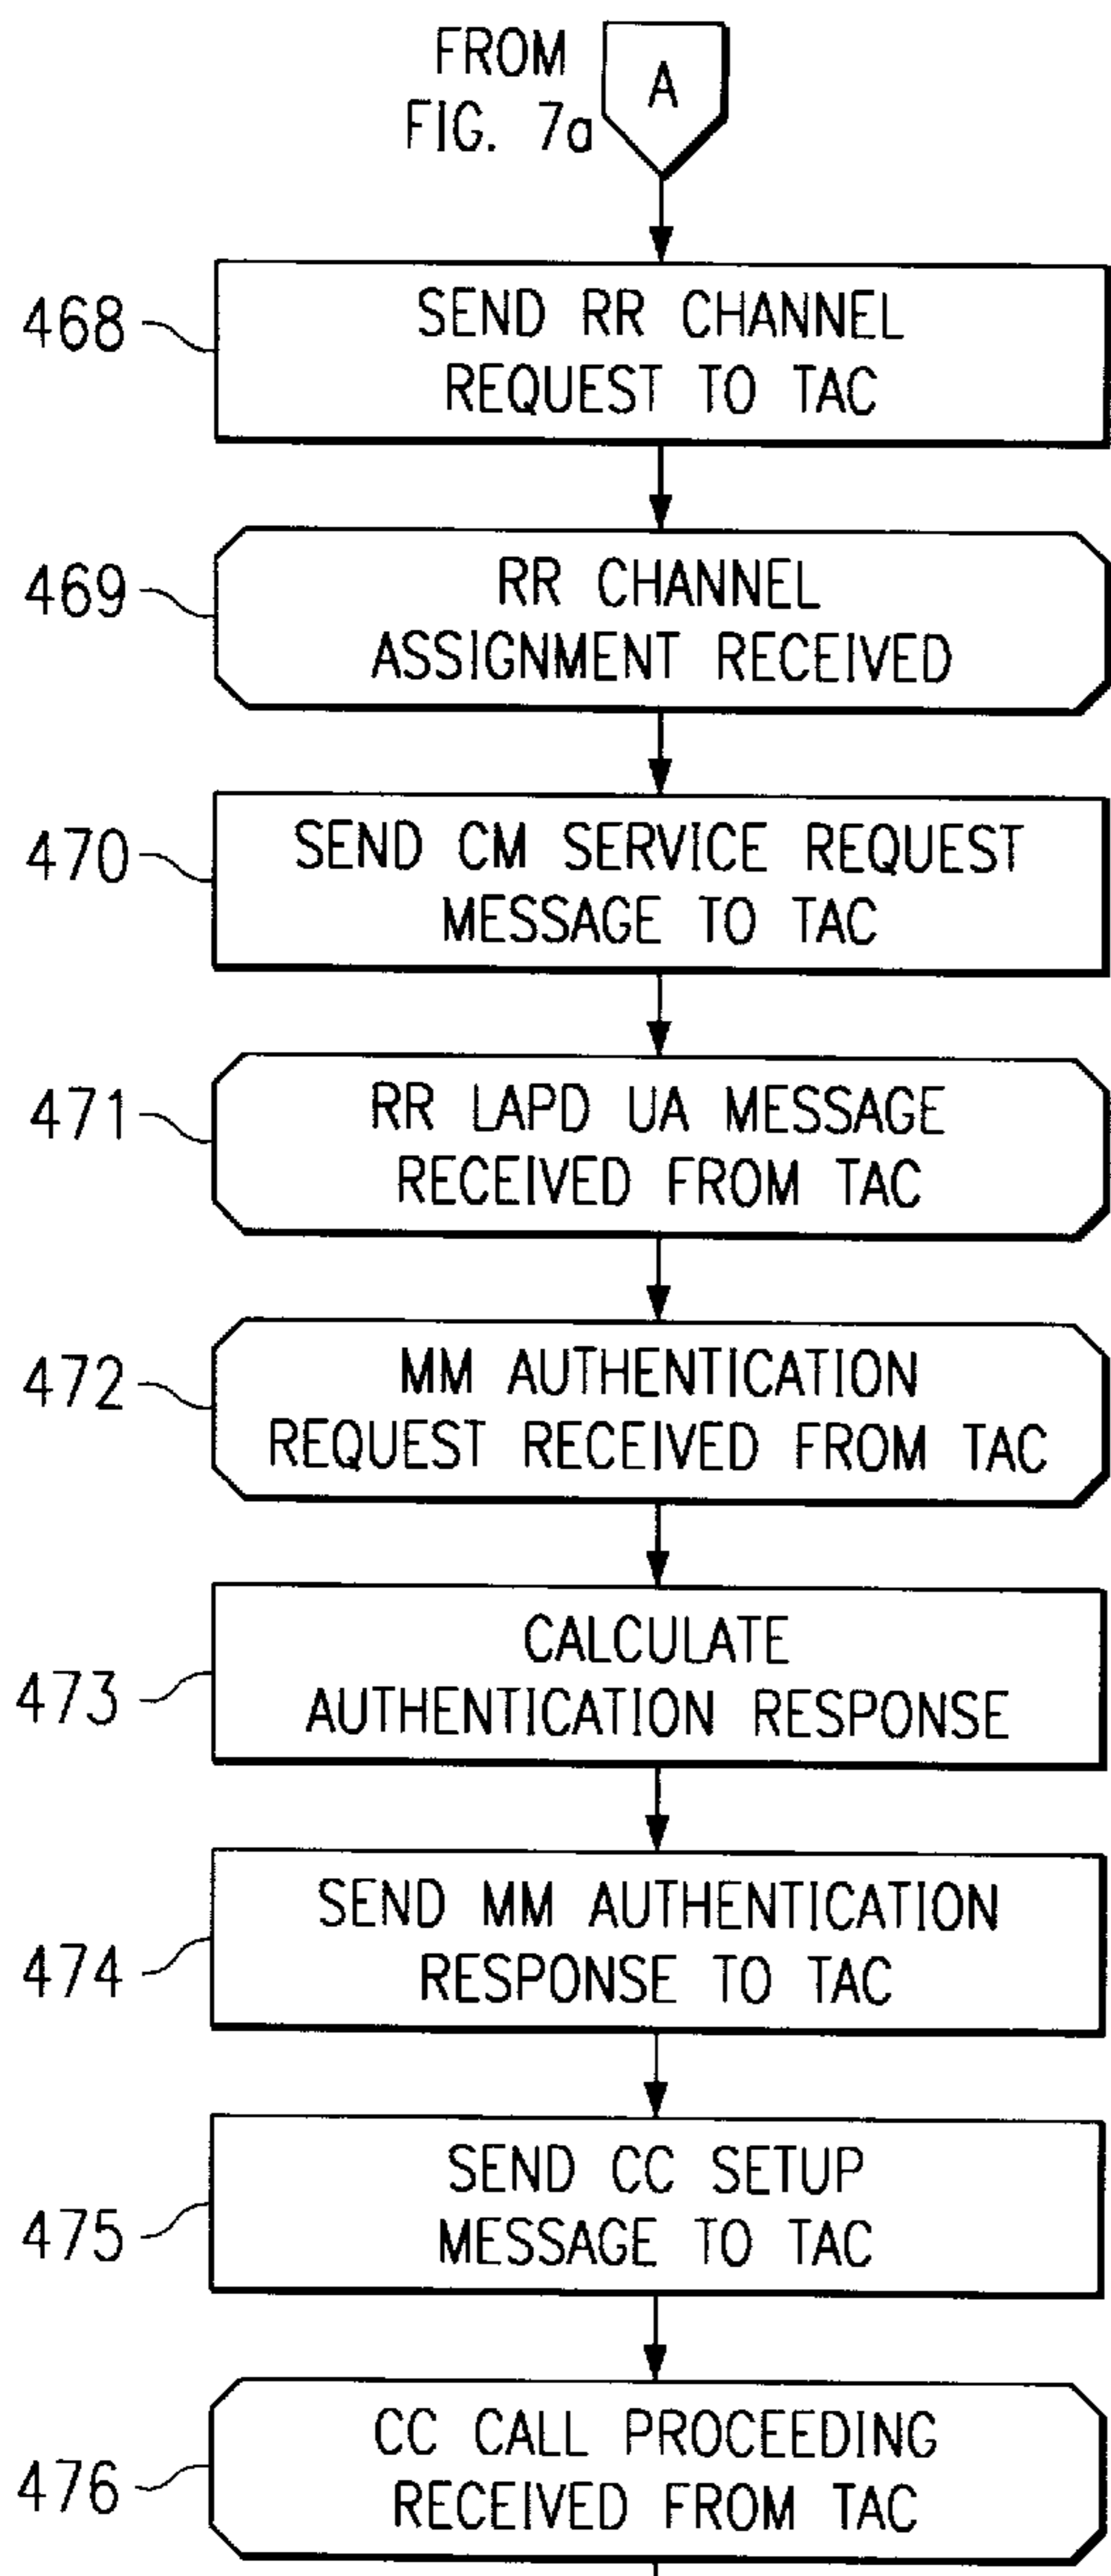 FROM
FIG. 7a
A
468
SEND RR CHANNEL
REQUEST TO TAC
469
RR CHANNEL
ASSIGNMENT RECEIVED
470
SEND CM SERVICE REQUEST
MESSAGE TO TAC
471
RR LAPD UA MESSAGE
RECEIVED FROM TAC
472
MM AUTHENTICATION
REQUEST RECEIVED FROM TAC
473
CALCULATE
AUTHENTICATION RESPONSE
474
SEND MM AUTHENTICATION
RESPONSE TO TAC
475
SEND CC SETUP
MESSAGE TO TAC
476
CC CALL PROCEEDING
RECEIVED FROM TAC